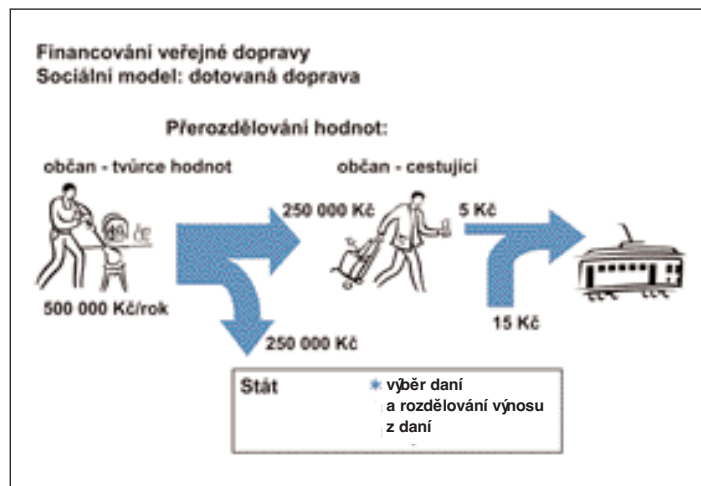 Financování veřejné dopravy
Sociální model: dotovaná doprava
Přerozdělování hodnot:
občan - tvůrce hodnot
občan - cestující
250 000 Kč
5 Kč
500 000 Kč/rok
15 Kč
250 000 Kč
Stát
* výběr daní
a rozdělování výnosu
z daní